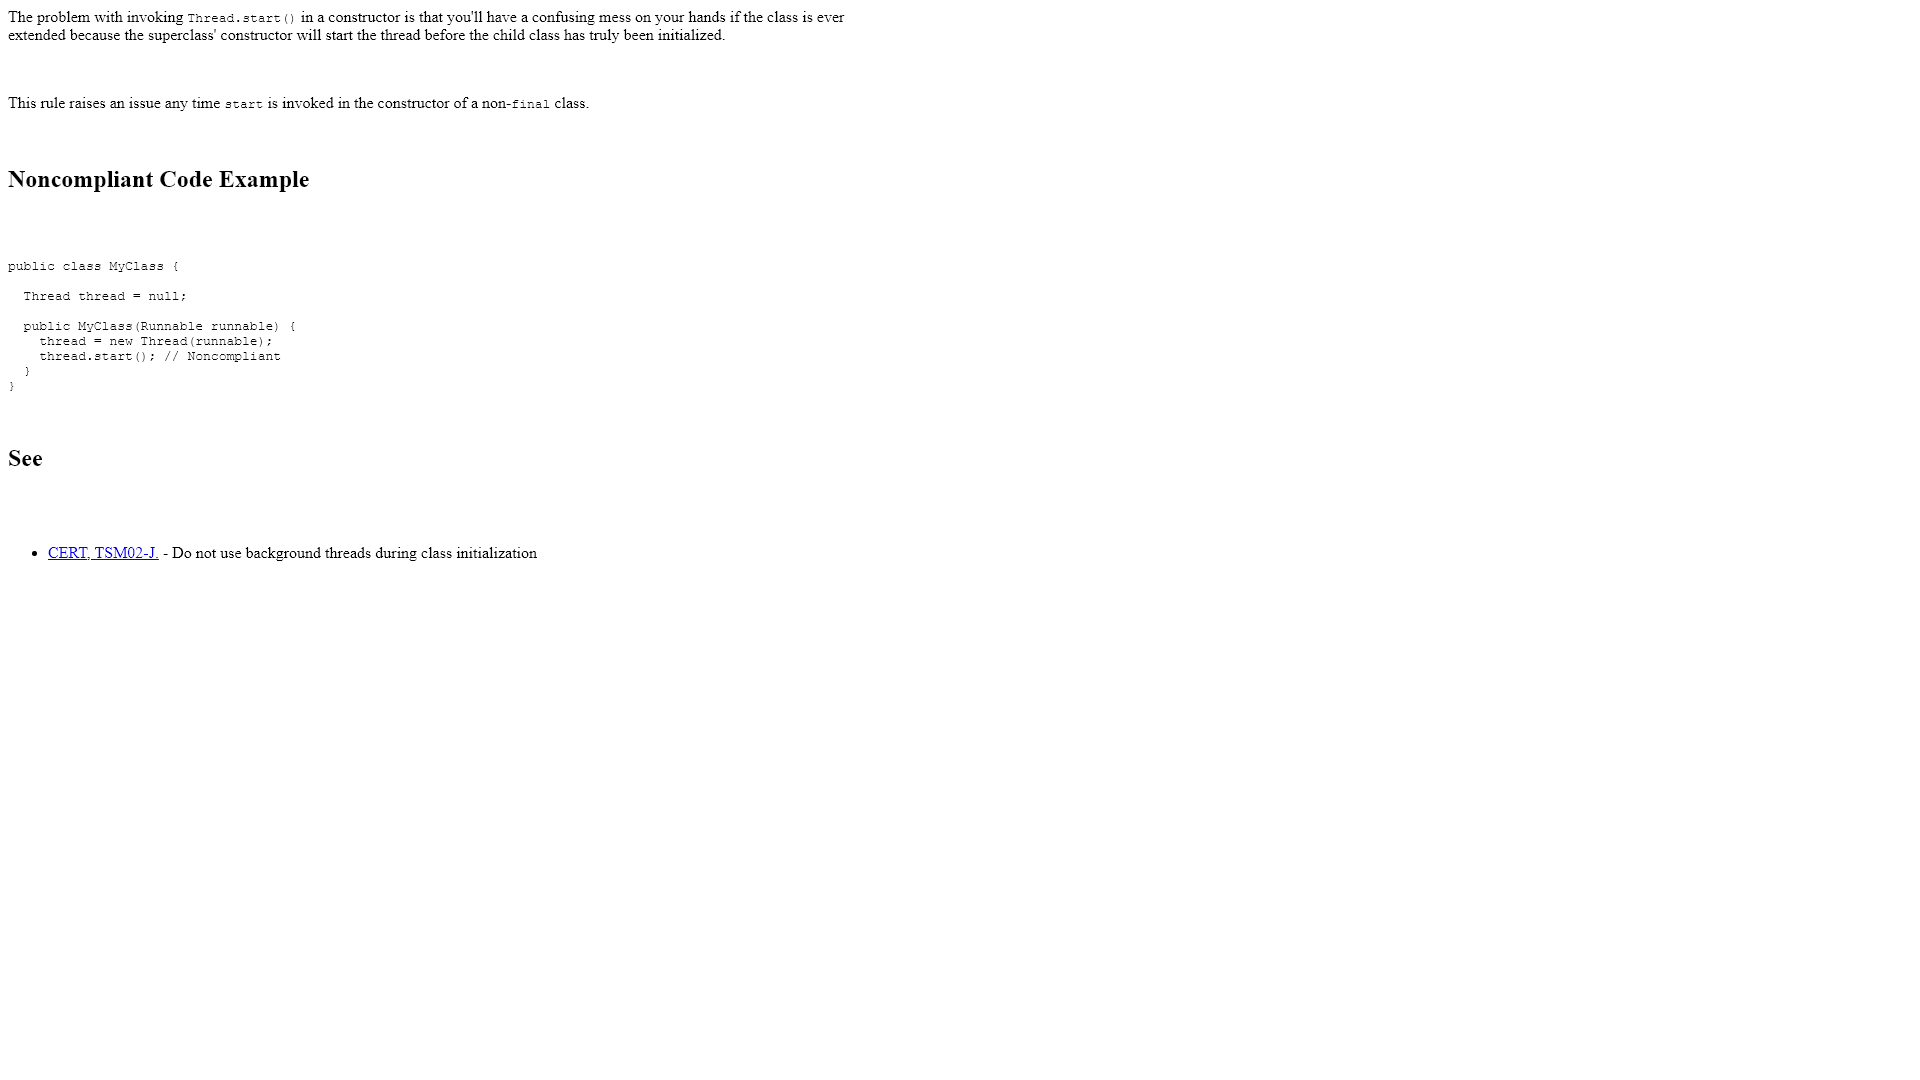 The problem with invoking Thread.start() in a constructor is that you'll have a confusing mess on your hands if the class is ever
extended because the superclass' constructor will start the thread before the child class has truly been initialized.
This rule raises an issue any time start is invoked in the constructor of a non-final class.
Noncompliant Code Example
public class MyClass {
  Thread thread = null;
  public MyClass(Runnable runnable) {
    thread = new Thread(runnable);
    thread.start(); // Noncompliant
  }
}
See
• CERT, TSM02-J. - Do not use background threads during class initialization